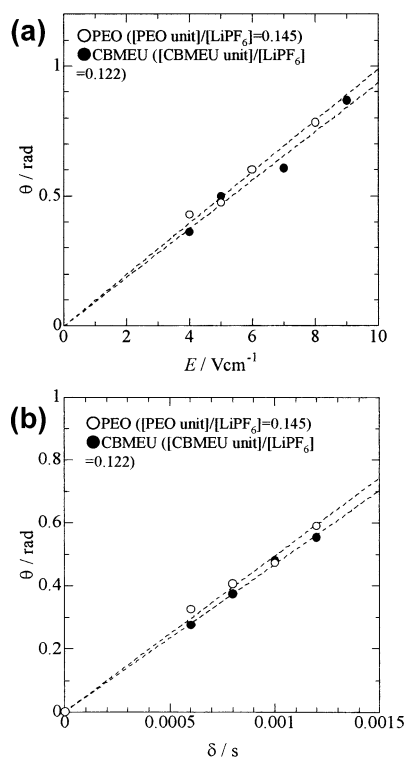 (a)
○PEO ([PEO unit]/[LiPF6]=0.145)
●CBMEU ([CBMEU unit]/[LiPF6]
=0.122)
1
0.5
0
θ / rad
0 2 4 6 8 10
E / Vcm-1
(b)
1
○PEO ([PEO unit]/[LiPF6]=0.145)
●CBMEU ([CBMEU unit]/[LiPF6]
=0.122)
0.8
0.6
0.4
0.2
0
θ / rad
0 0.0005 0.001 0.0015
δ / s